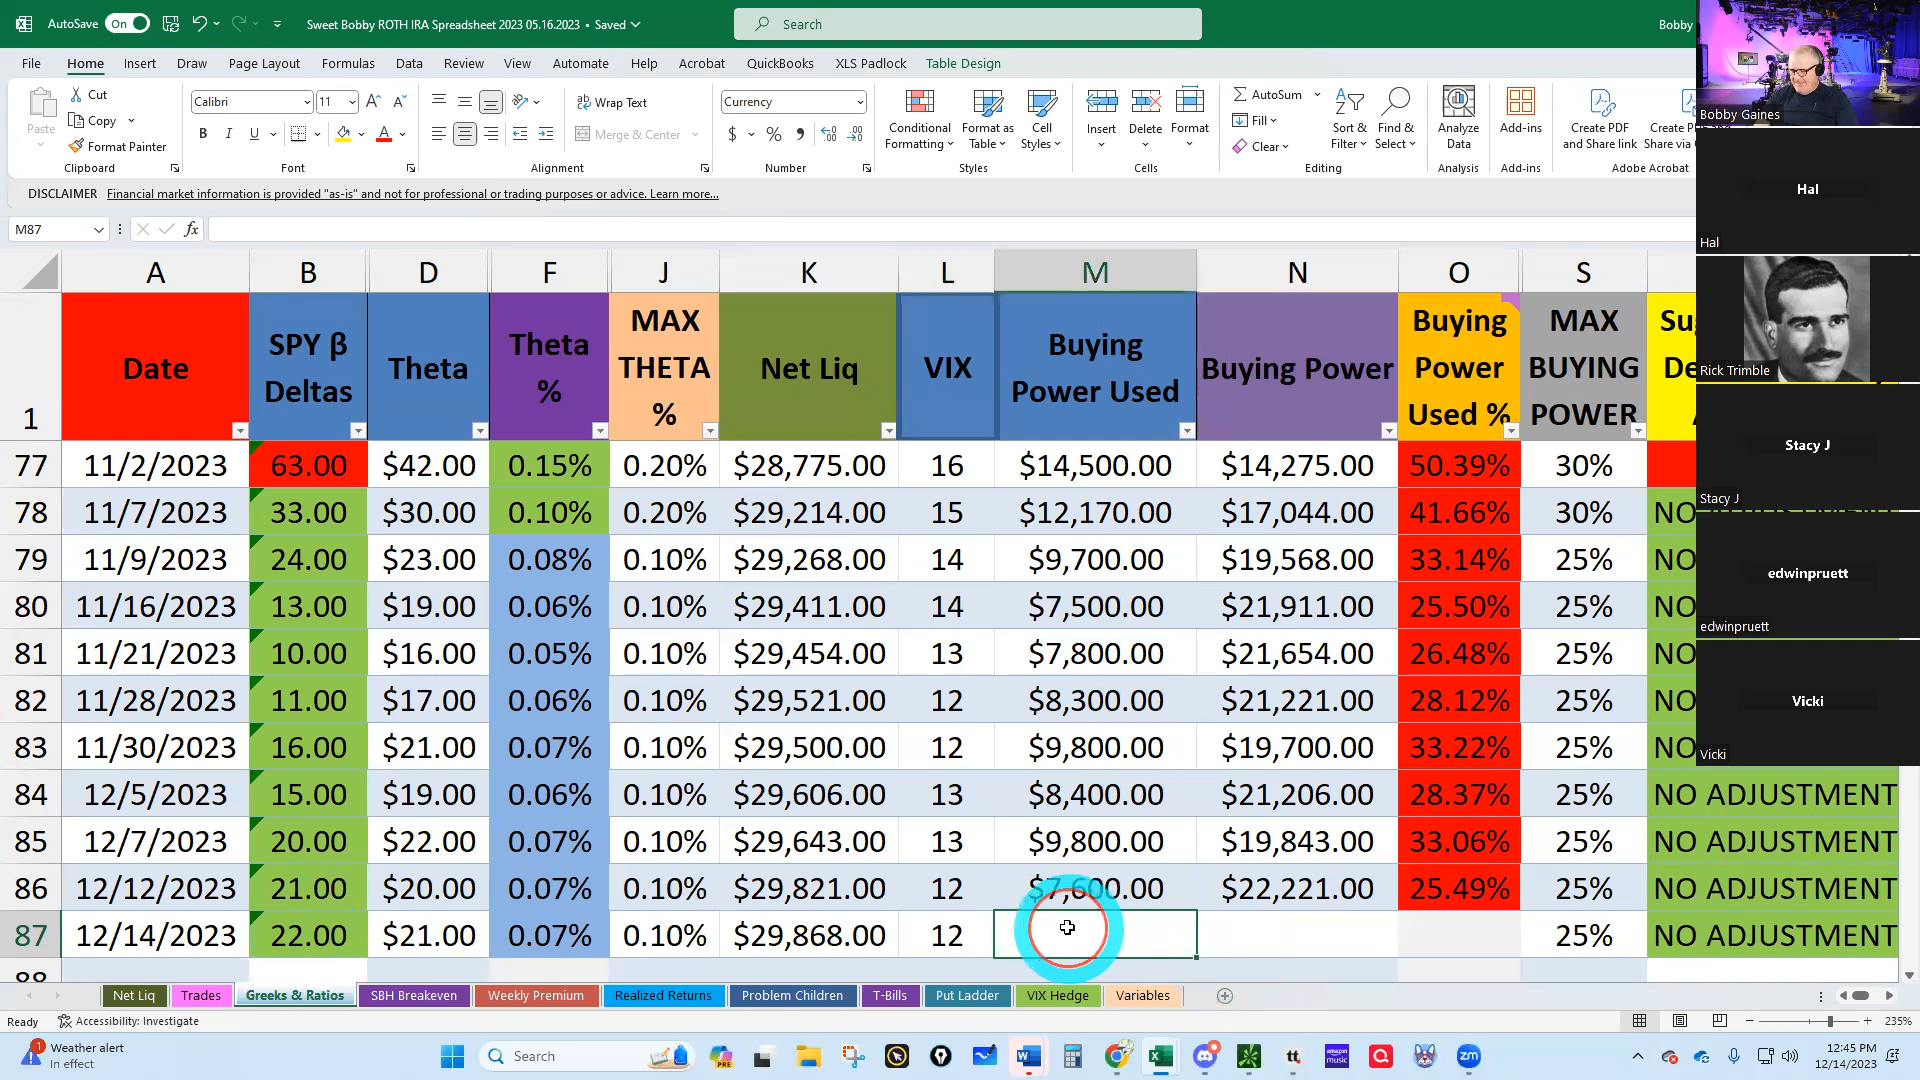 AutoSave On Sweet Bobby ROTH IRA Spreadsheet 2023 05.16.2023 • Saved Search Bobby
File Home Insert Draw Page Layout Formulas Data Review View Automate Help Acrobat QuickBooks XLS Padlock Table Design
Paste Cut Copy Format Painter Clipboard
Calibri 11 B I U Font
Wrap Text Merge & Center Alignment
Currency $ % Number
Conditional Formatting Format as Table Cell Styles Styles
Insert Delete Format Cells
AutoSum Fill Clear Sort & Filter Find & Select Editing
Analyze Data Analysis Add-ins Add-ins
Create PDF and Share link Create Share via Adobe Acrobat
DISCLAIMER Financial market information is provided "as-is" and not for professional or trading purposes or advice. Learn more...
M87 fx
A B D F J K L M N O S
1 Date SPY β Deltas Theta Theta % MAX THETA % Net Liq VIX Buying Power Used Buying Power Buying Power Used % MAX BUYING POWER
77 11/2/2023 63.00 $42.00 0.15% 0.20% $28,775.00 16 $14,500.00 $14,275.00 50.39% 30%
78 11/7/2023 33.00 $30.00 0.10% 0.20% $29,214.00 15 $12,170.00 $17,044.00 41.66% 30% NO
79 11/9/2023 24.00 $23.00 0.08% 0.10% $29,268.00 14 $9,700.00 $19,568.00 33.14% 25% NO
80 11/16/2023 13.00 $19.00 0.06% 0.10% $29,411.00 14 $7,500.00 $21,911.00 25.50% 25% NO
81 11/21/2023 10.00 $16.00 0.05% 0.10% $29,454.00 13 $7,800.00 $21,654.00 26.48% 25% NO
82 11/28/2023 11.00 $17.00 0.06% 0.10% $29,521.00 12 $8,300.00 $21,221.00 28.12% 25% NO
83 11/30/2023 16.00 $21.00 0.07% 0.10% $29,500.00 12 $9,800.00 $19,700.00 33.22% 25% NO
84 12/5/2023 15.00 $19.00 0.06% 0.10% $29,606.00 13 $8,400.00 $21,206.00 28.37% 25% NO ADJUSTMENT
85 12/7/2023 20.00 $22.00 0.07% 0.10% $29,643.00 13 $9,800.00 $19,843.00 33.06% 25% NO ADJUSTMENT
86 12/12/2023 21.00 $20.00 0.07% 0.10% $29,821.00 12 $7,600.00 $22,221.00 25.49% 25% NO ADJUSTMENT
87 12/14/2023 22.00 $21.00 0.07% 0.10% $29,868.00 12 25% NO ADJUSTMENT
88
Bobby Gaines
Hal
Hal
Rick Trimble
Stacy J
Stacy J
edwinpruett
edwinpruett
Vicki
Vicki
Net Liq Trades Greeks & Ratios SBH Breakeven Weekly Premium Realized Returns Problem Children T-Bills Put Ladder VIX Hedge Variables
Ready Accessibility: Investigate 235%
1 Weather alert
In effect
Search
PRE
tt
amazon music
zm
12:45 PM
12/14/2023